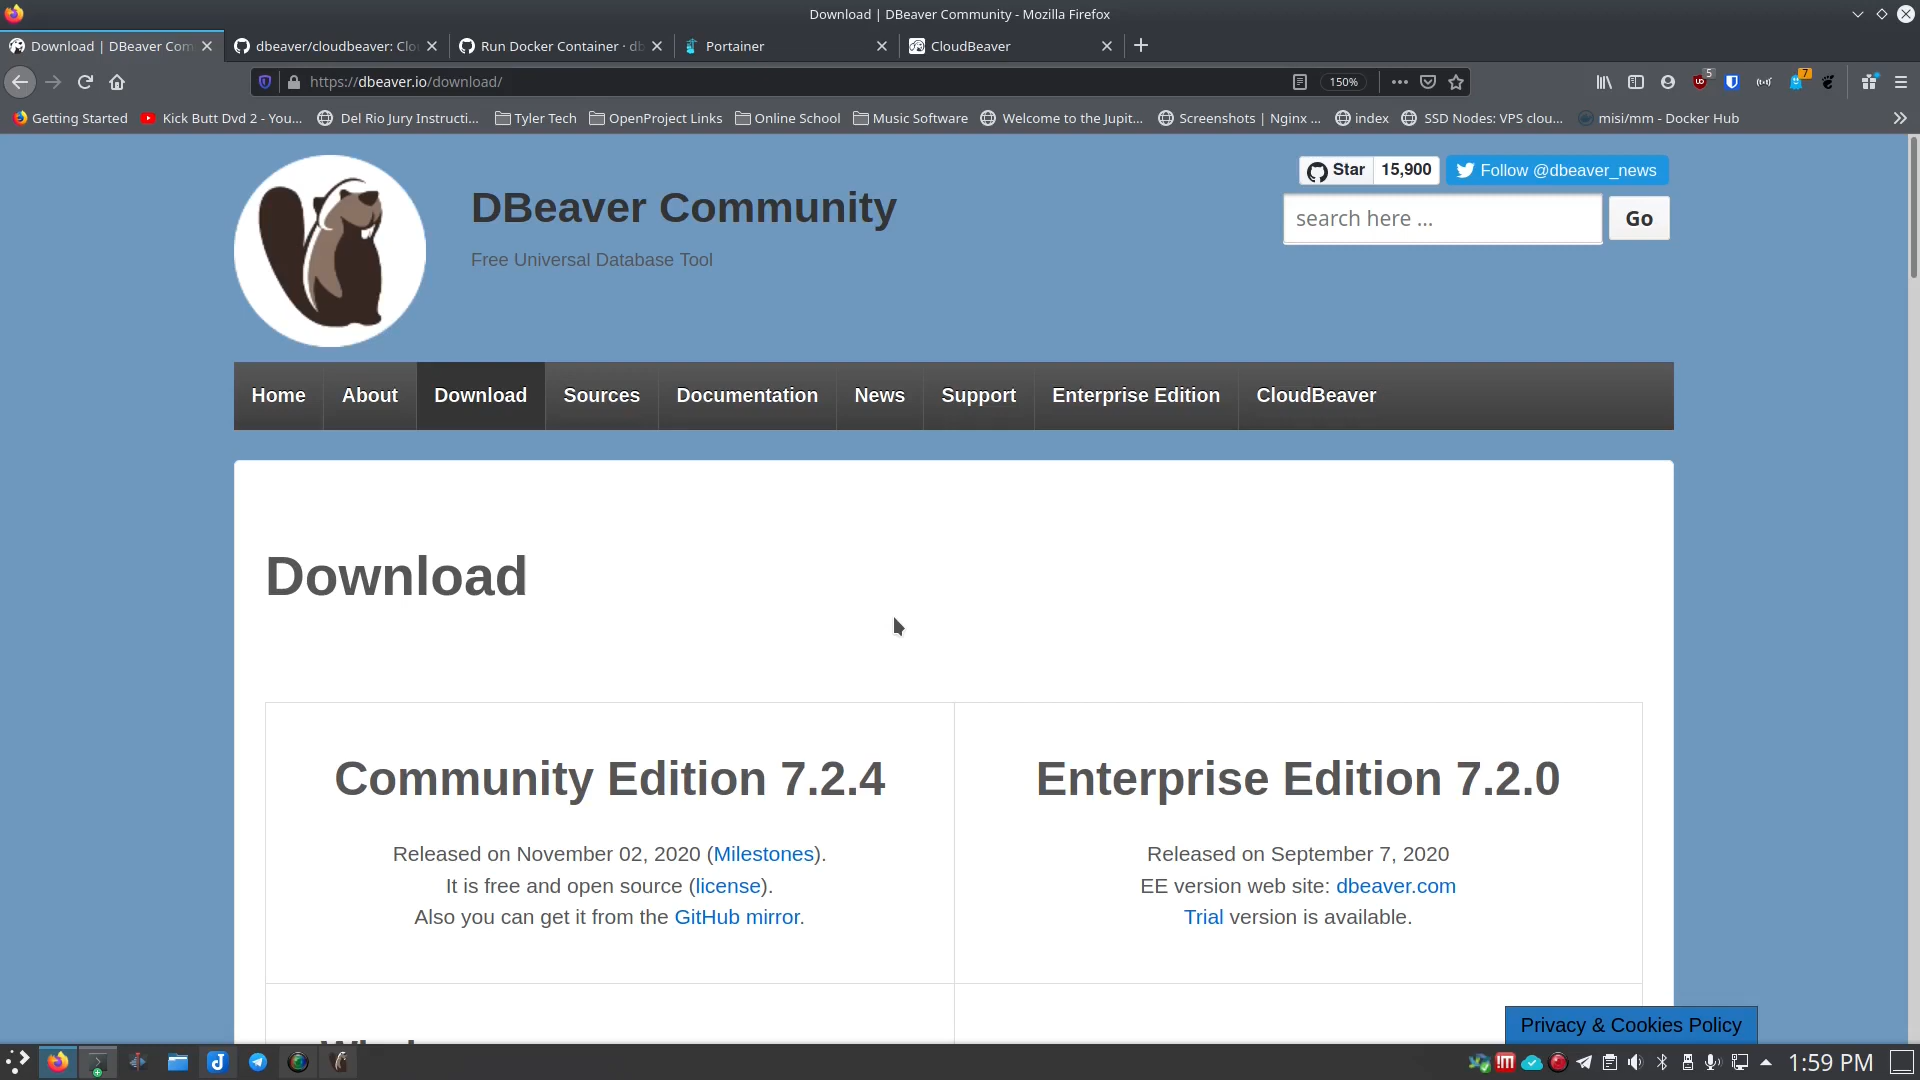 Download | DBeaver Community - Mozilla Firefox
Download | DBeaver Com
dbeaver/cloudbeaver: Clo
Run Docker Container · db
Portainer
CloudBeaver
https://dbeaver.io/download/
150%
5
7
Getting Started
Kick Butt Dvd 2 - You...
Del Rio Jury Instructi...
Tyler Tech
OpenProject Links
Online School
Music Software
Welcome to the Jupit...
Screenshots | Nginx ...
index
SSD Nodes: VPS clou...
misi/mm - Docker Hub
Star
15,900
Follow @dbeaver_news
DBeaver Community
search here ...
Go
Free Universal Database Tool
Home
About
Download
Sources
Documentation
News
Support
Enterprise Edition
CloudBeaver
Download
Community Edition 7.2.4
Released on November 02, 2020 (Milestones).
It is free and open source (license).
Also you can get it from the GitHub mirror.
Enterprise Edition 7.2.0
Released on September 7, 2020
EE version web site: dbeaver.com
Trial version is available.
Privacy & Cookies Policy
1:59 PM